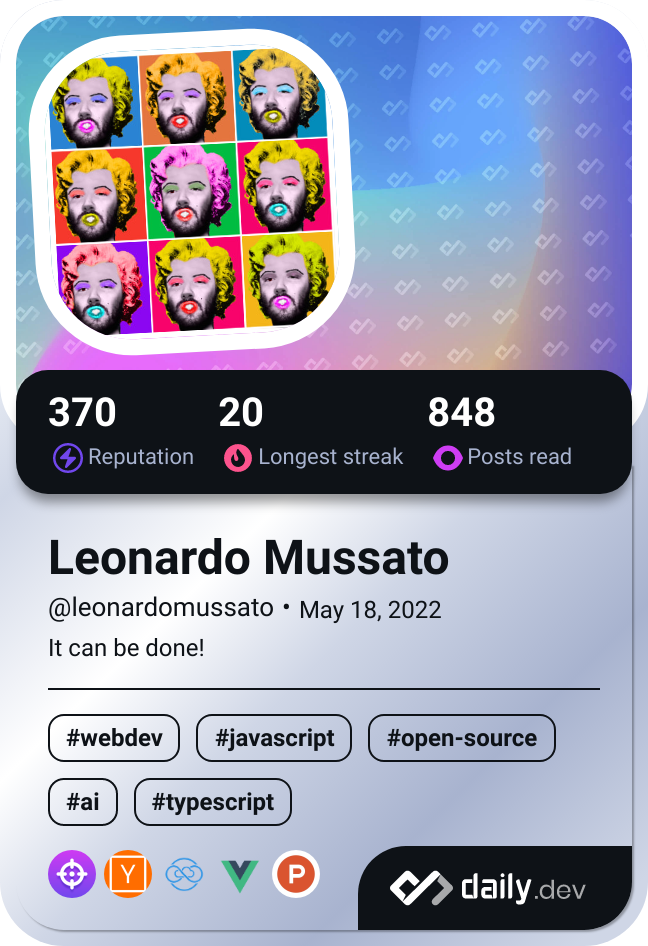 370 20 848
Reputation Longest streak Posts read
Leonardo Mussato
@leonardomussato • May 18, 2022
It can be done!
#webdev #javascript #open-source
#ai #typescript
Y P daily.dev